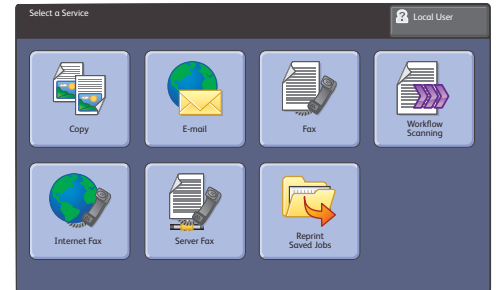 Select a Service
Local User
Copy
E-mail
Fax
Workflow
Scanning
Internet Fax
Server Fax
Reprint
Saved Jobs